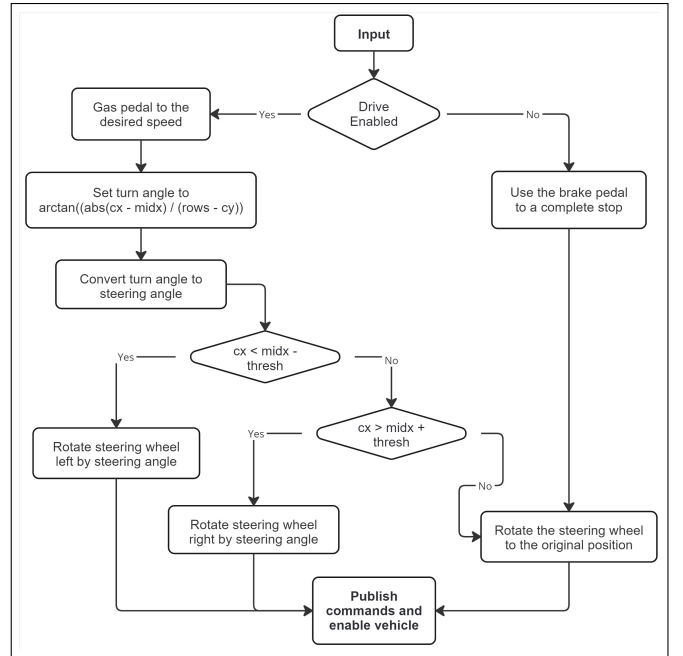 Input
Drive
Enabled
Yes
No
Gas pedal to the
desired speed
Set turn angle to
arctan((abs(cx - midx) / (rows - cy))
Use the brake pedal
to a complete stop
Convert turn angle to
steering angle
cx < midx -
thresh
Yes
No
cx > midx +
thresh
Rotate steering wheel
left by steering angle
Yes
No
Rotate steering wheel
right by steering angle
Rotate the steering wheel
to the original position
Publish
commands and
enable vehicle